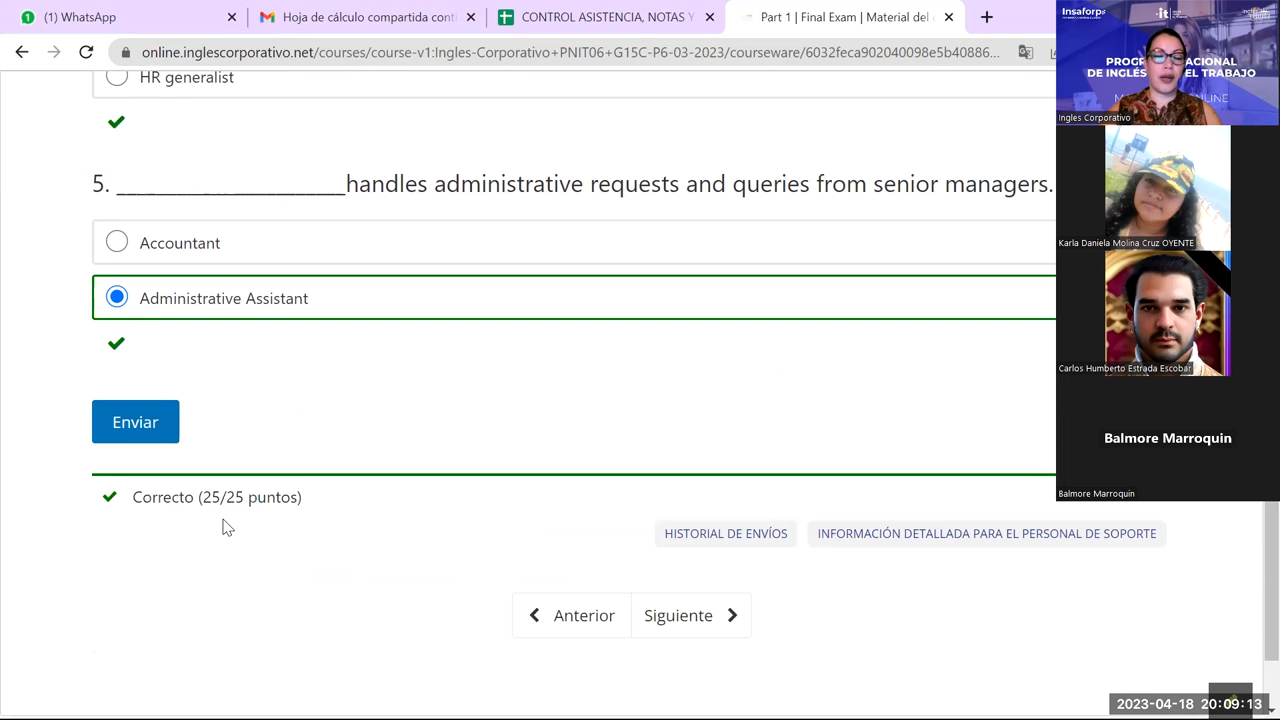 (1) WhatsApp
Hoja de cálculo compartida con
CONTROL ASISTENCIA Y NOTAS
Part 1 | Final Exam | Material del
online.inglescorporativo.net/courses/course-v1:Ingles-Corporativo+UNIT06+G15C-P6-03-2023/courseware/6032feca902040098e5b40886...
HR generalist
5. ______________________handles administrative requests and queries from senior managers.
Accountant
Administrative Assistant
Enviar
Correcto (25/25 puntos)
HISTORIAL DE ENVÍOS
INFORMACIÓN DETALLADA PARA EL PERSONAL DE SOPORTE
Anterior
Siguiente
Insaforp
it
Ingles Corporativo
Karla Daniela Molina Cruz OYENTE
Carlos Humberto Estrada Escobar
Balmore Marroquin
Balmore Marroquin
2023-04-18 20:09:13